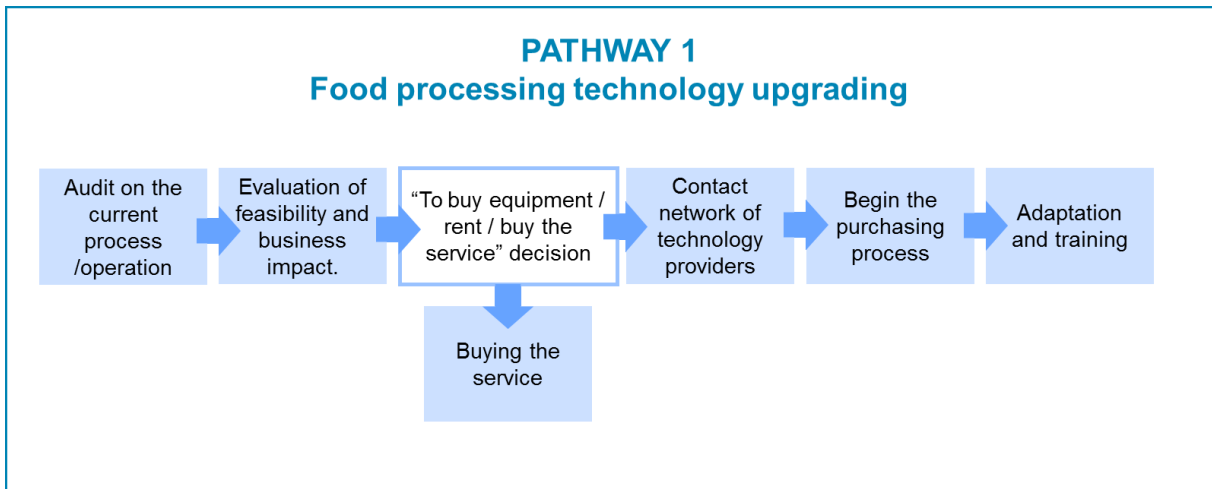 PATHWAY 1
Food processing technology upgrading
Audit on the
current
process
/operation
Evaluation of
feasibility and
business
impact.
“To buy equipment /
rent / buy the
service” decision
Contact
network of
technology
providers
Begin the
purchasing
process
Adaptation
and training
Buying the
service